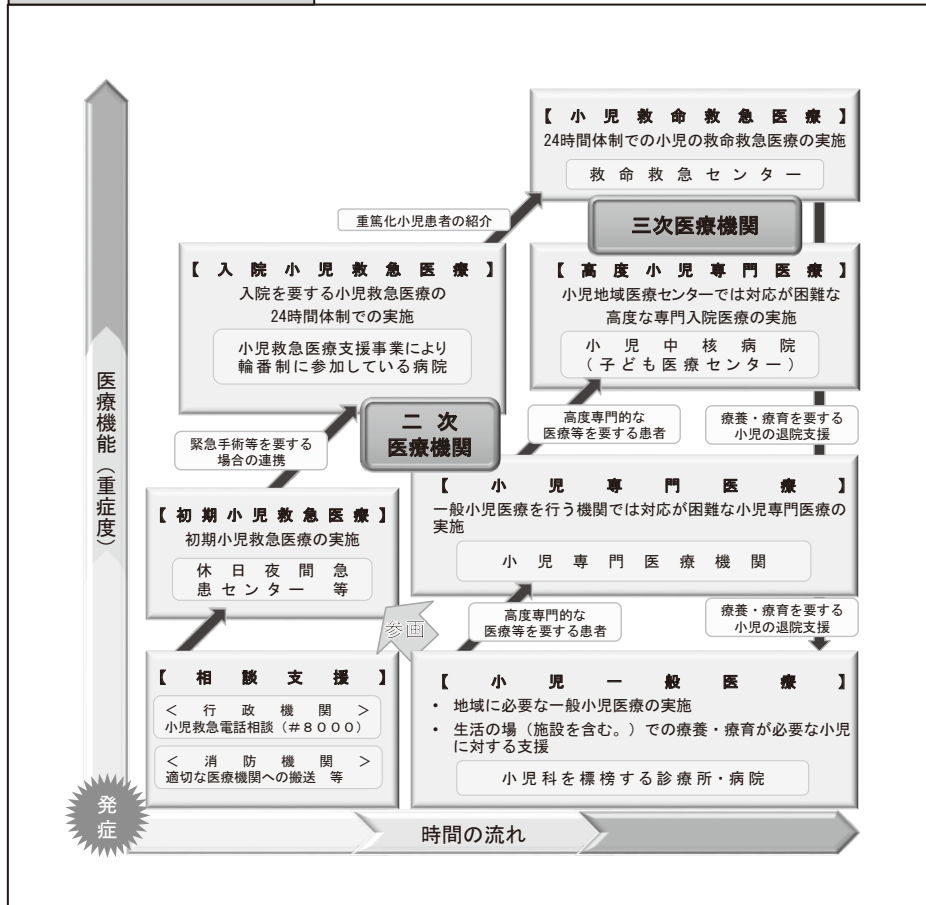 【小児救命救急医療】
24時間体制での小児の救命救急医療の実施
救命救急センター
三次医療機関
重篤化小児患者の紹介
【入院小児救急医療】
入院を要する小児救急医療の
24時間体制での実施
小児救急医療支援事業により
輪番制に参加している病院
【高度小児専門医療】
小児地域医療センターでは対応が困難な
高度な専門入院医療の実施
小児中核病院
（子ども医療センター）
二次
医療機関
高度専門的な
医療等を要する患者
療養・療育を要する
小児の退院支援
緊急手術等を要する
場合の連携
【初期小児救急医療】
初期小児救急医療の実施
休日夜間急
患センター等
【小児専門医療】
一般小児医療を行う機関では対応が困難な小児専門医療の
実施
小児専門医療機関
参画
高度専門的な
医療等を要する患者
療養・療育を要する
小児の退院支援
【相談支援】
＜行政機関＞
小児救急電話相談（＃８０００）
＜消防機関＞
適切な医療機関への搬送 等
【小児一般医療】
・ 地域に必要な一般小児医療の実施
・ 生活の場（施設を含む。）での療養・療育が必要な小児
に対する支援
小児科を標榜する診療所・病院
医療機能（重症度）
発症
時間の流れ